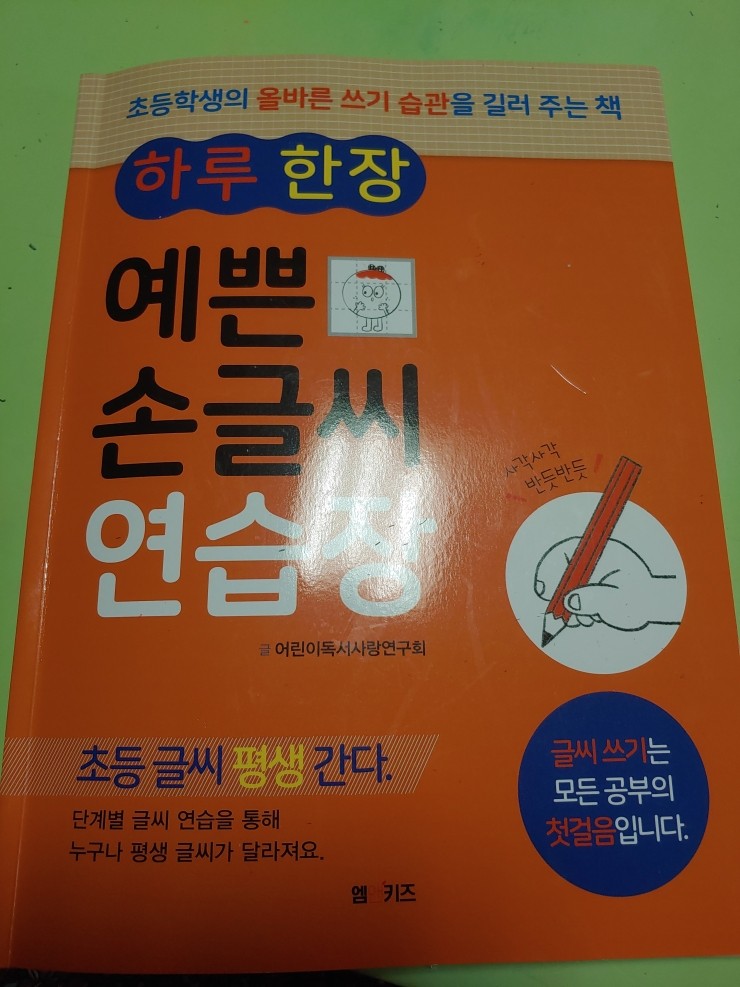 초등학생의 올바른 쓰기 습관을 길러 주는 책
하루 한장
예쁜
손글씨
연습장
사각사각
반듯반듯
글 어린이독서사랑연구회
초등 글씨 평생 간다.
단계별 글씨 연습을 통해
누구나 평생 글씨가 달라져요.
글씨 쓰기는
모든 공부의
첫걸음입니다.
엠 키즈